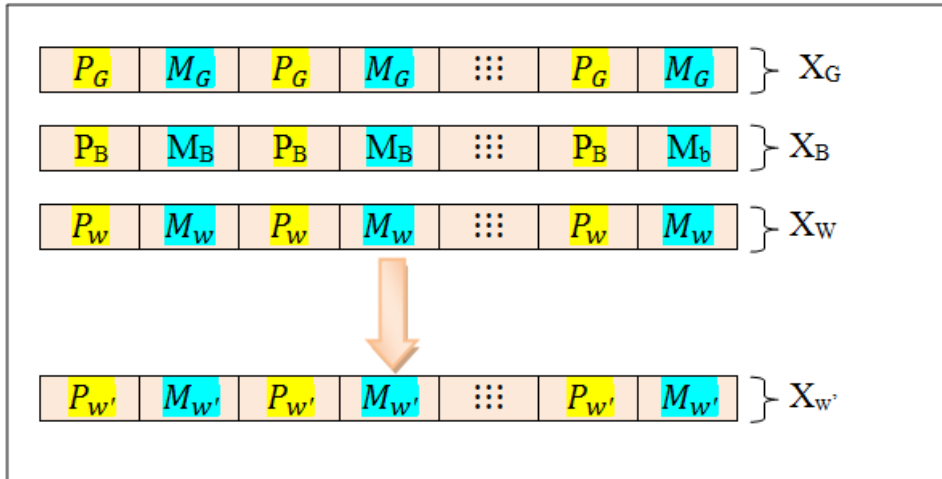 P_G M_G P_G M_G ⋮⋮⋮ P_G M_G X_G
P_B M_B P_B M_B ⋮⋮⋮ P_B M_b X_B
P_w M_w P_w M_w ⋮⋮⋮ P_w M_w X_W
P_w' M_w' P_w' M_w' ⋮⋮⋮ P_w' M_w' X_w'